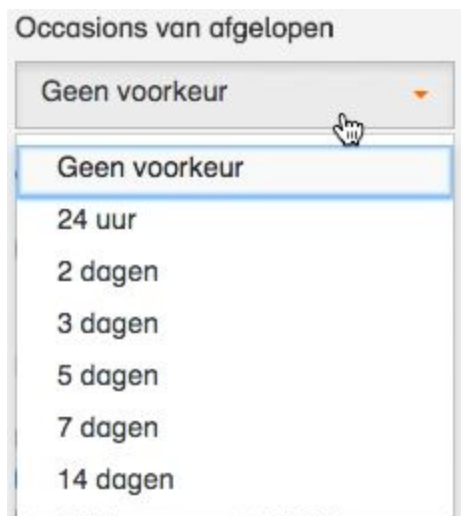 Occasions van afgelopen
Geen voorkeur
Geen voorkeur
24 uur
2 dagen
3 dagen
5 dagen
7 dagen
14 dagen